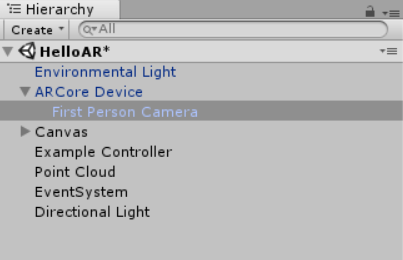 Hierarchy
Create All
HelloAR*
Environmental Light
ARCore Device
First Person Camera
Canvas
Example Controller
Point Cloud
EventSystem
Directional Light